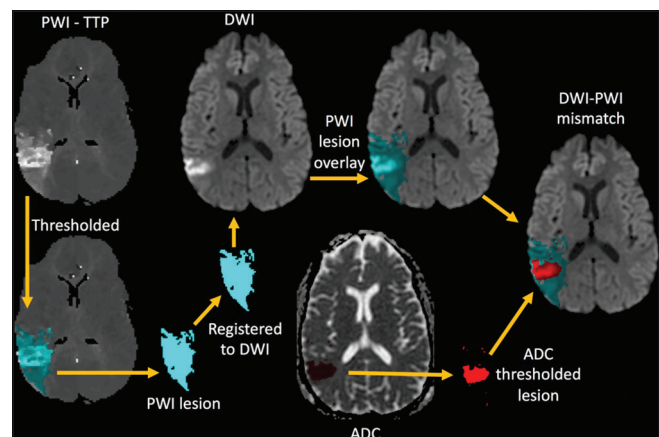 PWI - TTP
DWI
PWI
lesion
overlay
DWI-PWI
mismatch
Thresholded
Registered
to DWI
PWI lesion
ADC
thresholded
lesion
ADC